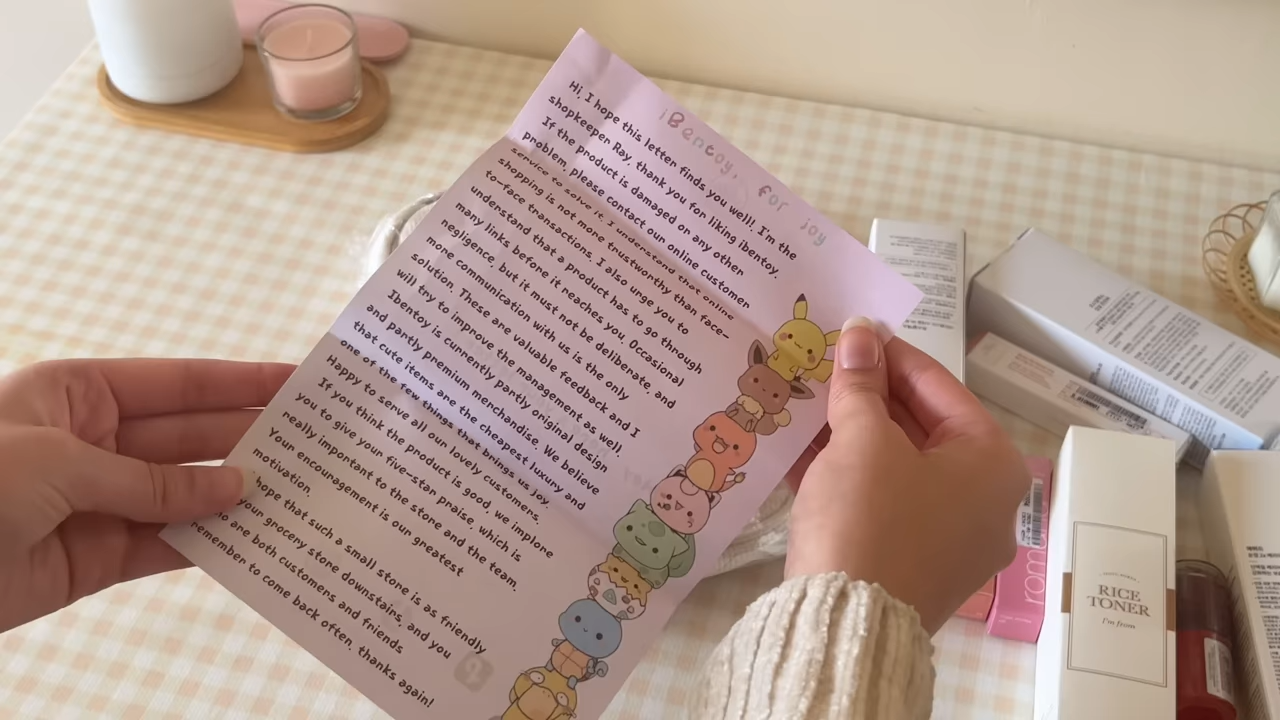 iBentoy, for joy
Hi, I hope this letter finds you well!. I'm the
shopkeeper Ray, thank you for liking ibentoy.
If the product is damaged or any other
problem, please contact our online customer
service to solve it. I understand that online
shopping is not more trustworthy than face-
to-face transactions. I also urge you to
understand that a product has to go through
many links before it reaches you. Occasional
negligence, but it must not be deliberate, and
more communication with us is the only
solution. These are valuable feedback and I
will try to improve the management as well.
Ibentoy is currently partly original design
and partly premium merchandise. We believe
that cute items are the cheapest luxury and
one of the few things that brings us joy.
Happy to serve all our lovely customers.
If you think the product is good, we implore
you to give your five-star praise, which is
really important to the store and the team.
Your encouragement is our greatest
motivation.
hope that such a small store is as friendly
your grocery store downstairs, and you
are both customers and friends
remember to come back often, thanks again!
RICE
TONER
I'm from
rom